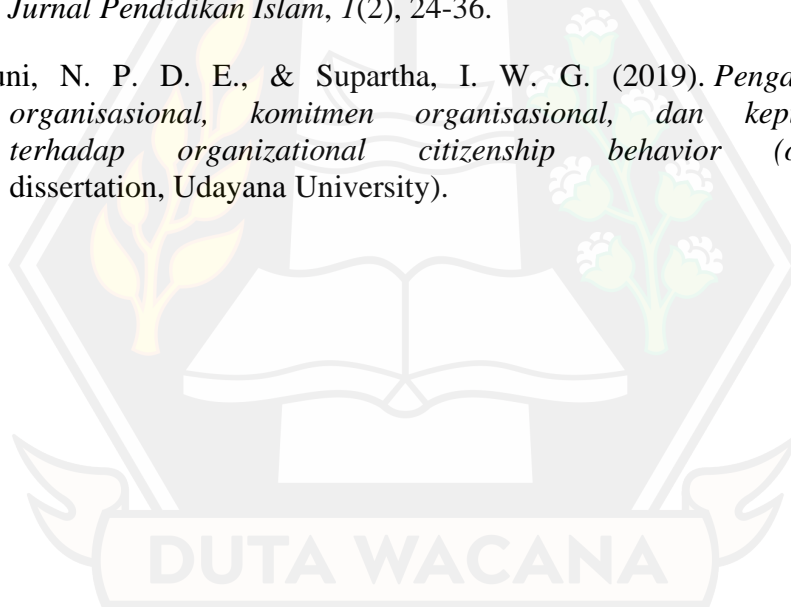 Jurnal Pendidikan Islam, 1(2), 24-36.
uni, N. P. D. E., & Supartha, I. W. G. (2019). Penga
organisasional, komitmen organisasional, dan kep
terhadap organizational citizenship behavior (o
dissertation, Udayana University).
DUTA WACANA